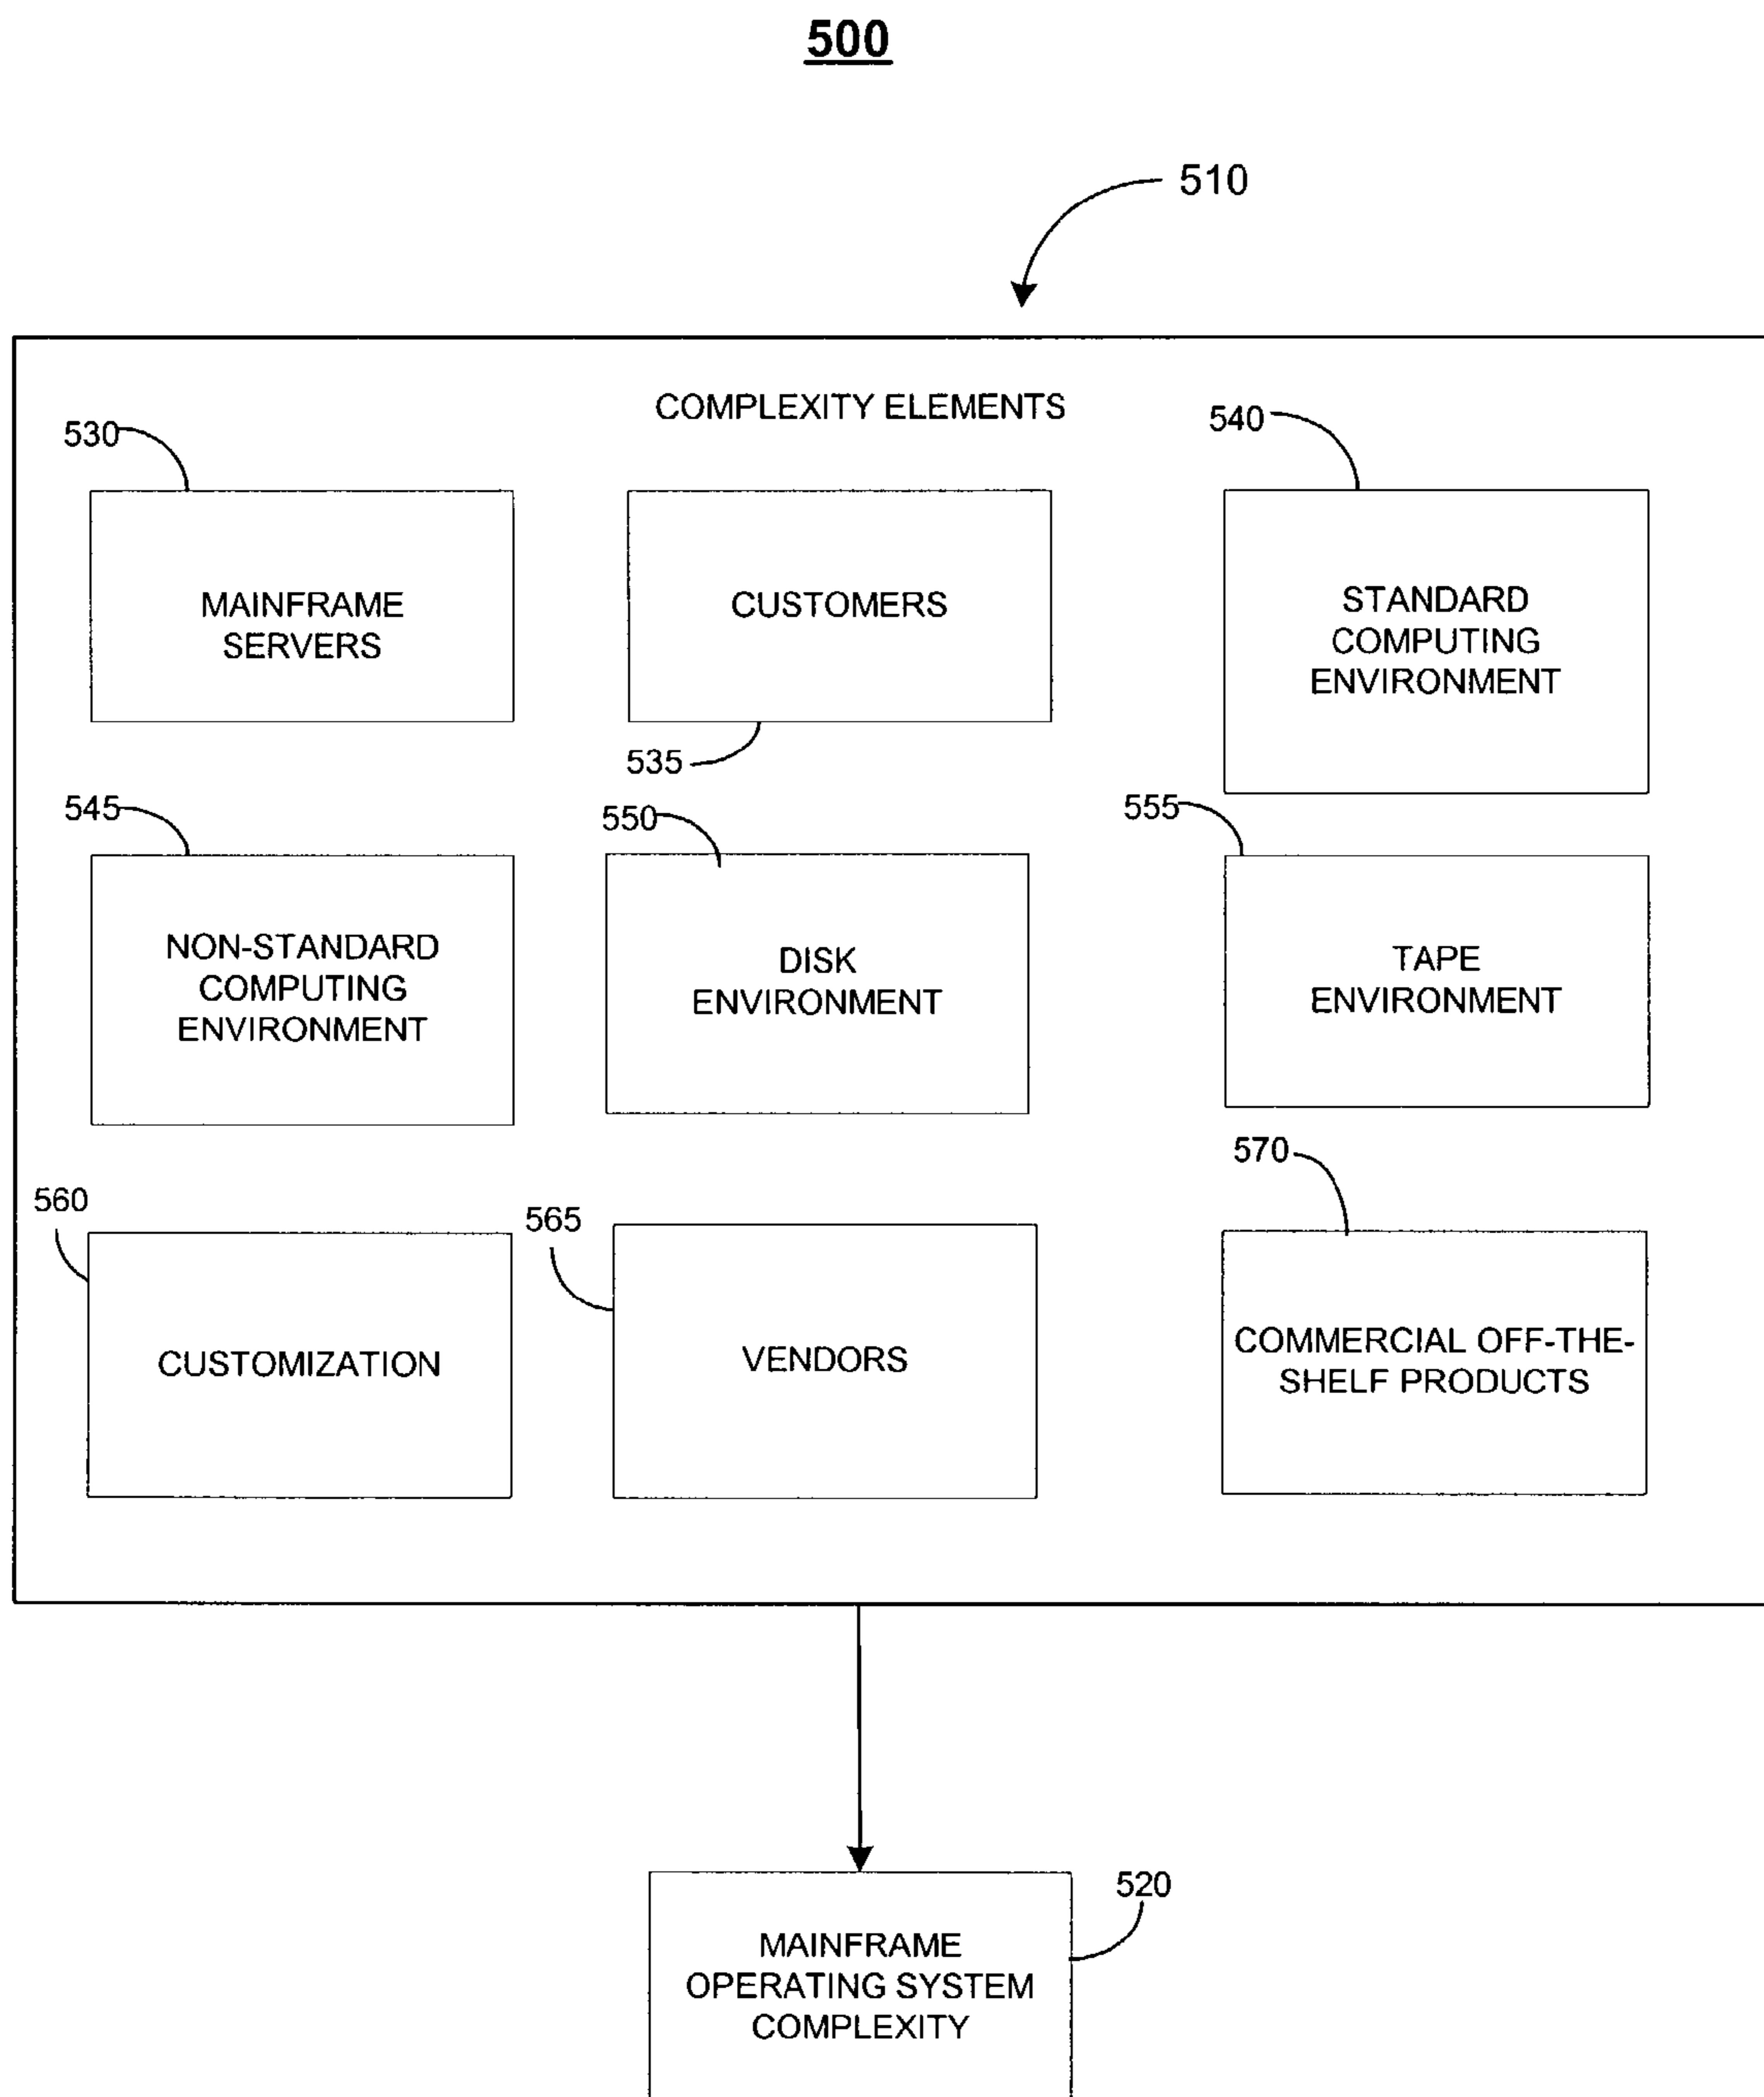 500
510
COMPLEXITY ELEMENTS
530
540
MAINFRAME
SERVERS
CUSTOMERS
STANDARD
COMPUTING
ENVIRONMENT
535
545
550
555
NON-STANDARD
COMPUTING
ENVIRONMENT
DISK
ENVIRONMENT
TAPE
ENVIRONMENT
560
565
570
CUSTOMIZATION
VENDORS
COMMERCIAL OFF-THE-
SHELF PRODUCTS
520
MAINFRAME
OPERATING SYSTEM
COMPLEXITY